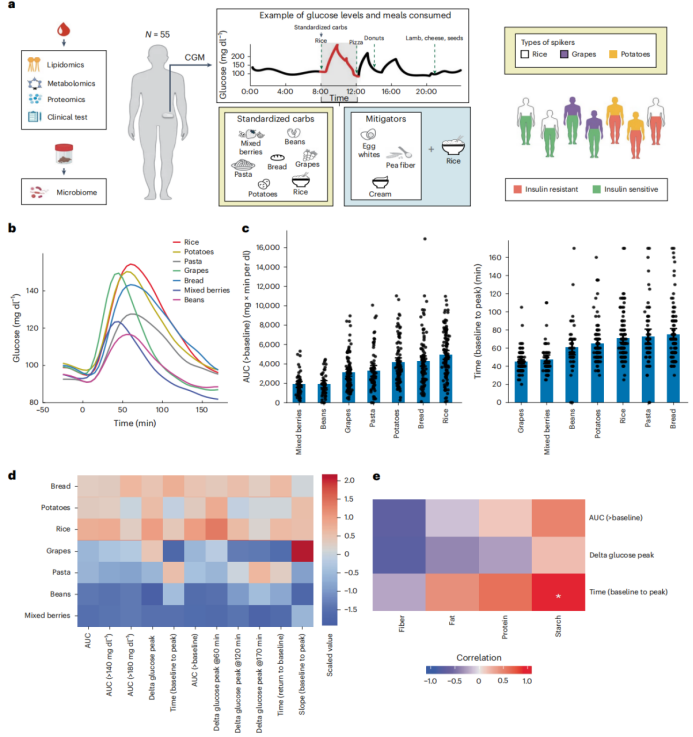 a
N = 55
CGM
Lipidomics
Metabolomics
Proteomics
Clinical test
Microbiome
Example of glucose levels and meals consumed
Standardized carbs
Rice
Pizza
Donuts
Lamb, cheese, seeds
Glucose (mg dl⁻¹)
200
150
100
0:00
4:00
8:00
12:00
16:00
20:00
Time
Standardized carbs
Mixed berries
Beans
Grapes
Bread
Pasta
Potatoes
Rice
Mitigators
Egg whites
Pea fiber
Cream
+
Rice
Types of spikers
Rice
Grapes
Potatoes
Insulin resistant
Insulin sensitive
b
Rice
Potatoes
Pasta
Grapes
Bread
Mixed berries
Beans
Glucose (mg dl⁻¹)
140
120
100
80
−50
0
50
100
150
Time (min)
c
AUC (>baseline) (mg × min per dl)
16,000
14,000
12,000
10,000
8,000
6,000
4,000
2,000
0
Mixed berries
Beans
Grapes
Pasta
Potatoes
Bread
Rice
Time (baseline to peak) (min)
160
140
120
100
80
60
40
20
0
Grapes
Mixed berries
Beans
Potatoes
Rice
Pasta
Bread
d
Bread
Potatoes
Rice
Grapes
Pasta
Beans
Mixed berries
AUC
AUC (>140 mg dl⁻¹)
AUC (>180 mg dl⁻¹)
Delta glucose peak
Time (baseline to peak)
AUC (>baseline)
Delta glucose peak @60 min
Delta glucose peak @120 min
Delta glucose peak @170 min
Time (return to baseline)
Slope (baseline to peak)
2.0
1.5
1.0
0.5
0
−0.5
−1.0
−1.5
Scaled value
e
AUC (>baseline)
Delta glucose peak
Time (baseline to peak)
*
Fiber
Fat
Protein
Starch
Correlation
−1.0
−0.5
0
0.5
1.0